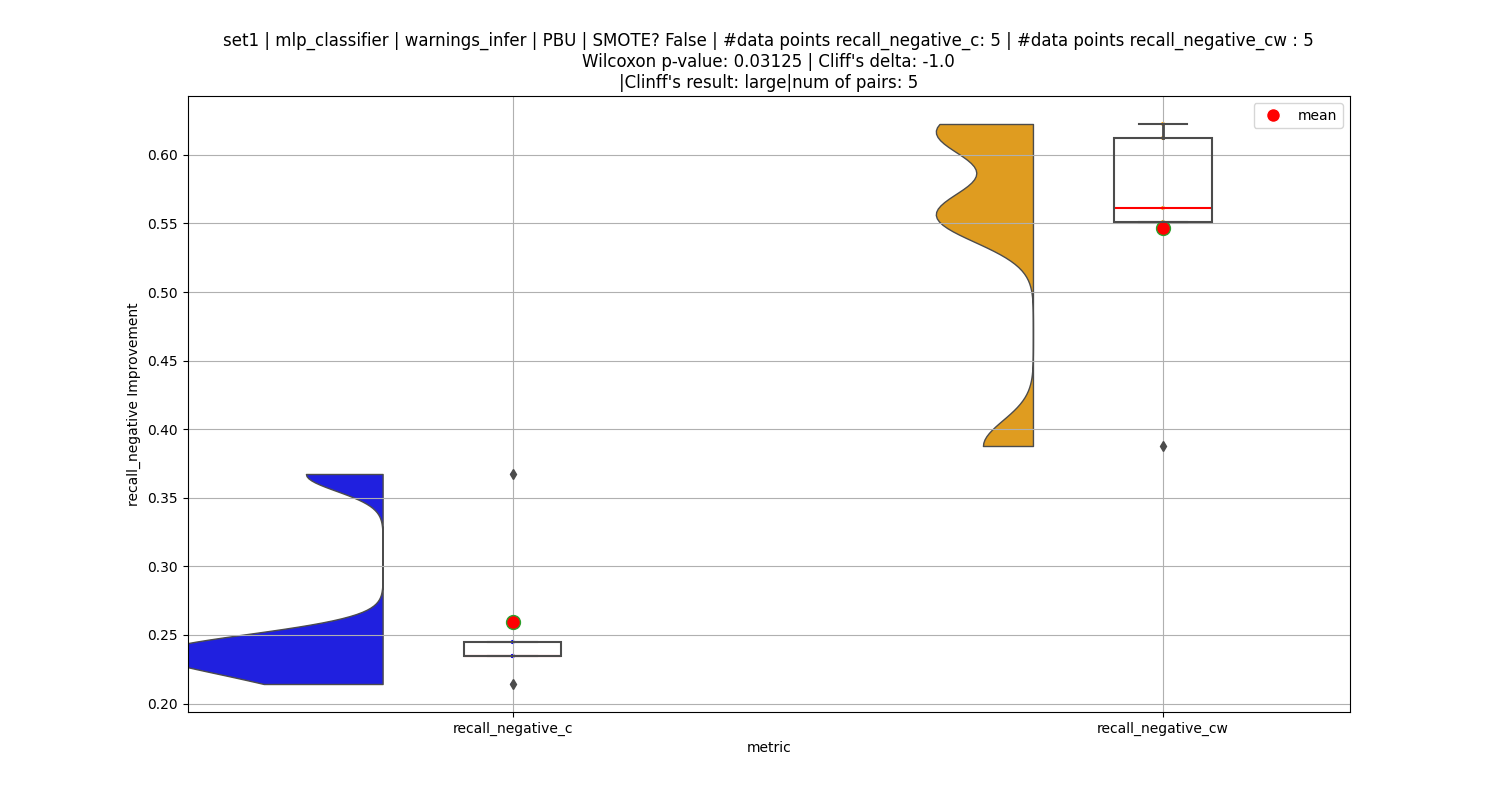 set1 | mlp_classifier | warnings_infer | PBU | SMOTE? False | #data points recall_negative_c: 5 | #data points recall_negative_cw : 5
Wilcoxon p-value: 0.03125 | Cliff's delta: -1.0
|Clinff's result: large|num of pairs: 5
mean
0.60
0.55
0.50
0.45
0.40
0.35
0.30
0.25
0.20
recall_negative Improvement
recall_negative_c
recall_negative_cw
metric